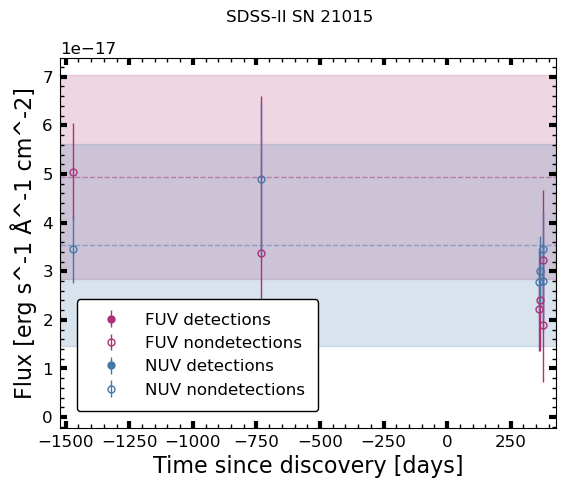 SDSS-II SN 21015
1e−17
7
6
5
4
3
2
1
0
Flux [erg s^-1 Å^-1 cm^-2]
FUV detections
FUV nondetections
NUV detections
NUV nondetections
−1500 −1250 −1000 −750 −500 −250 0 250
Time since discovery [days]